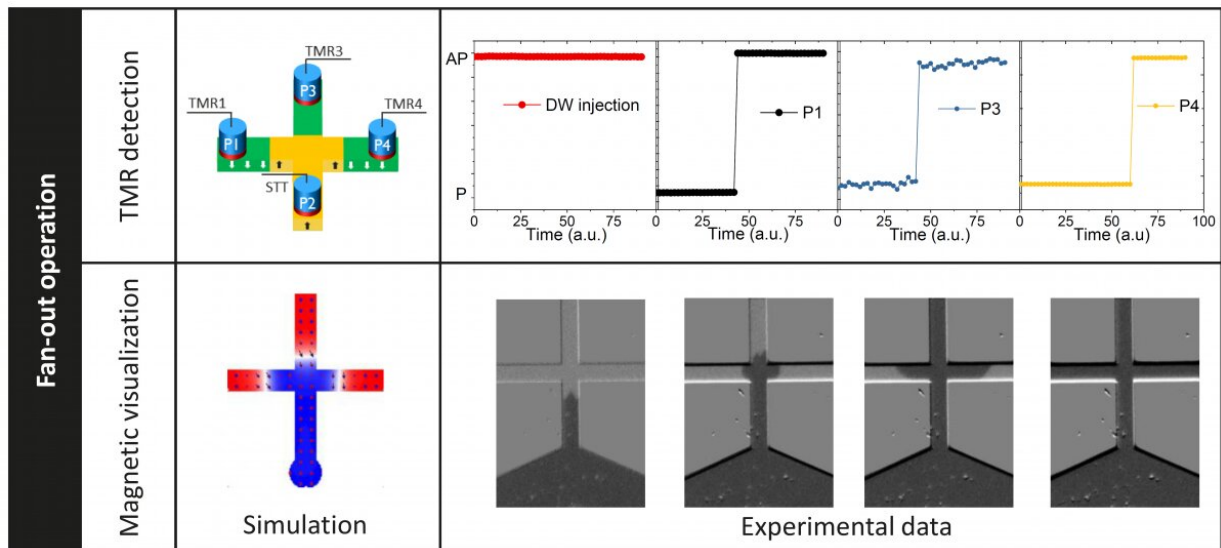 Fan-out operation
TMR detection
TMR3
P3
TMR1
TMR4
P1
P4
STT
P2
AP
P
DW injection
0 25 50 75
Time (a.u.)
P1
0 25 50 75
Time (a.u.)
P3
0 25 50 75
Time (a.u.)
P4
0 25 50 75 100
Time (a.u)
Magnetic visualization
Simulation
Experimental data